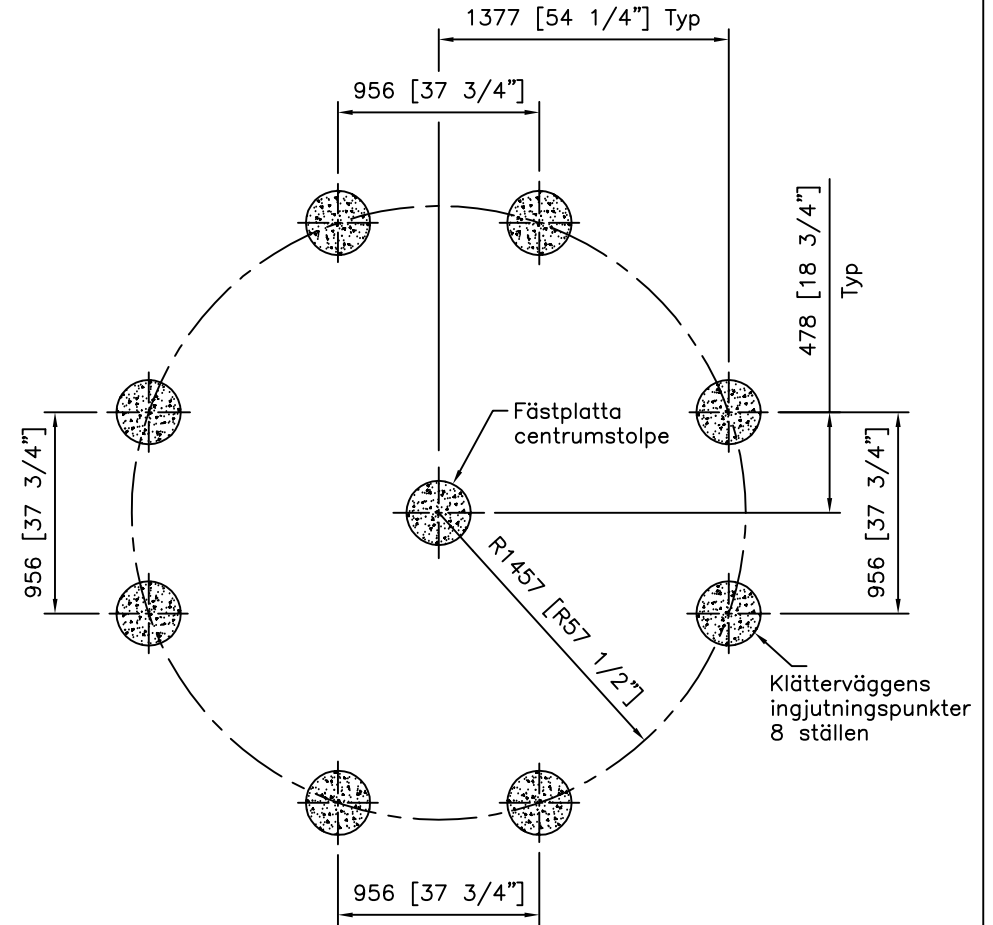 1377 [54 1/4”] Typ
956 [37 3/4”]
478 [18 3/4”]
Typ
Fästplatta
centrumstolpe
956 [37 3/4”]
956 [37 3/4”]
R1457 [R57 1/2”]
Klätterväggens
ingjutningspunkter
8 ställen
956 [37 3/4”]